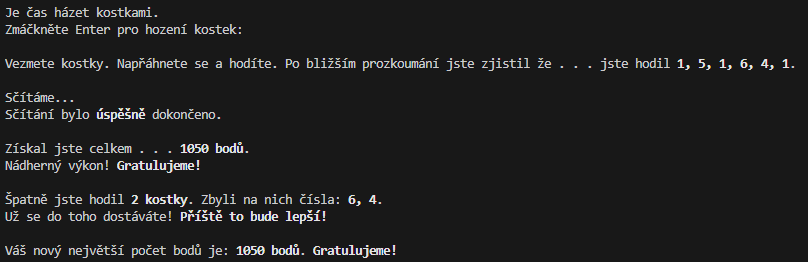 Je čas házet kostkami.
Zmáčkněte Enter pro hození kostek:
Vezmete kostky. Napřáhnete se a hodíte. Po bližším prozkoumání jste zjistil že . . . jste hodil 1, 5, 1, 6, 4, 1.
Sčítáme...
Sčítání bylo úspěšně dokončeno.
Získal jste celkem . . . 1050 bodů.
Nádherný výkon! Gratulujeme!
Špatně jste hodil 2 kostky. Zbyli na nich čísla: 6, 4.
Už se do toho dostáváte! Příště to bude lepší!
Váš nový největší počet bodů je: 1050 bodů. Gratulujeme!